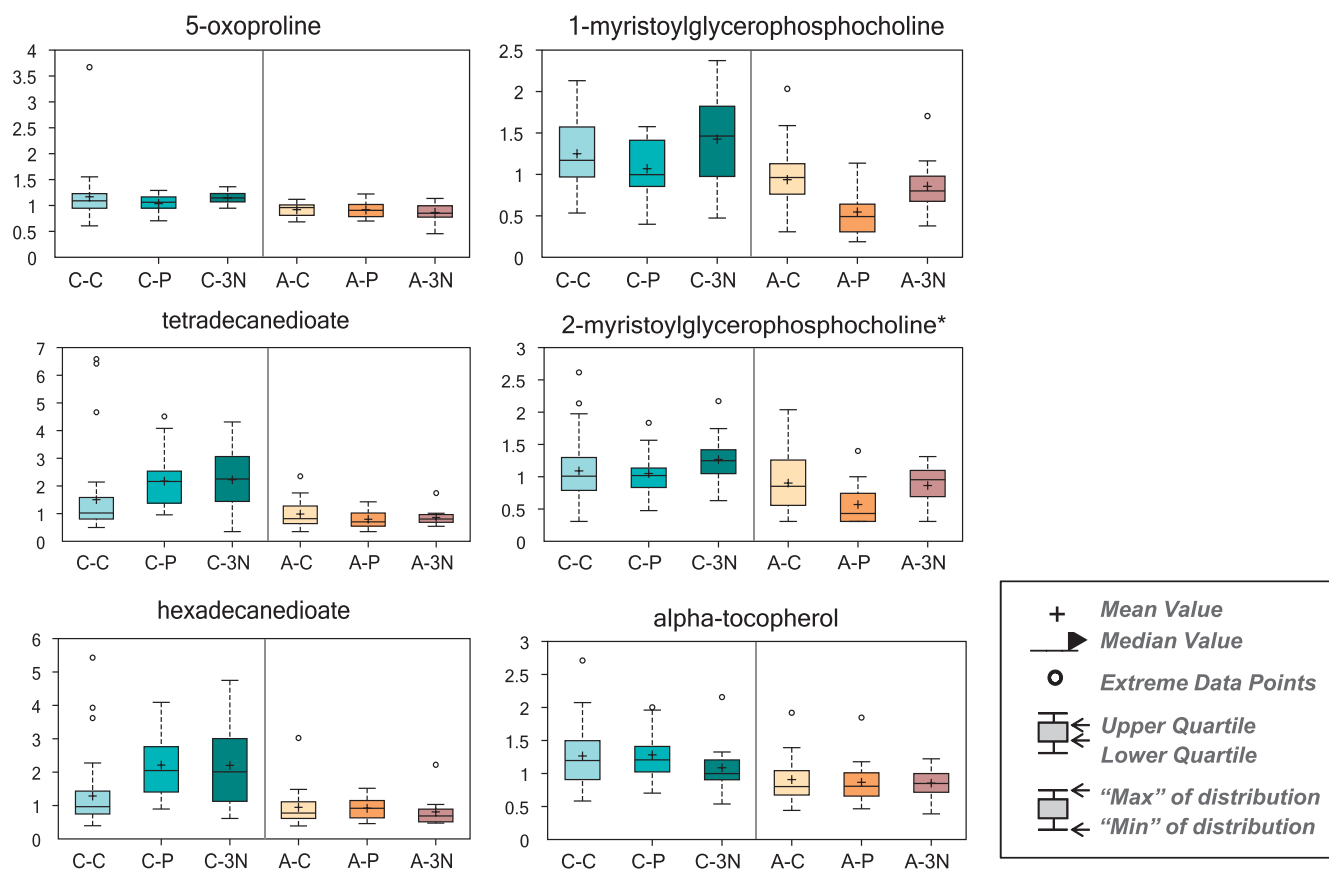 5-oxoproline
4
3.5
3
2.5
2
1.5
1
0.5
0
C-C C-P C-3N A-C A-P A-3N
1-myristoylglycerophosphocholine
2.5
2
1.5
1
0.5
0
C-C C-P C-3N A-C A-P A-3N
tetradecanedioate
7
6
5
4
3
2
1
0
C-C C-P C-3N A-C A-P A-3N
2-myristoylglycerophosphocholine*
3
2.5
2
1.5
1
0.5
0
C-C C-P C-3N A-C A-P A-3N
hexadecanedioate
6
5
4
3
2
1
0
C-C C-P C-3N A-C A-P A-3N
alpha-tocopherol
3
2.5
2
1.5
1
0.5
0
C-C C-P C-3N A-C A-P A-3N
Mean Value
Median Value
Extreme Data Points
Upper Quartile
Lower Quartile
“Max” of distribution
“Min” of distribution